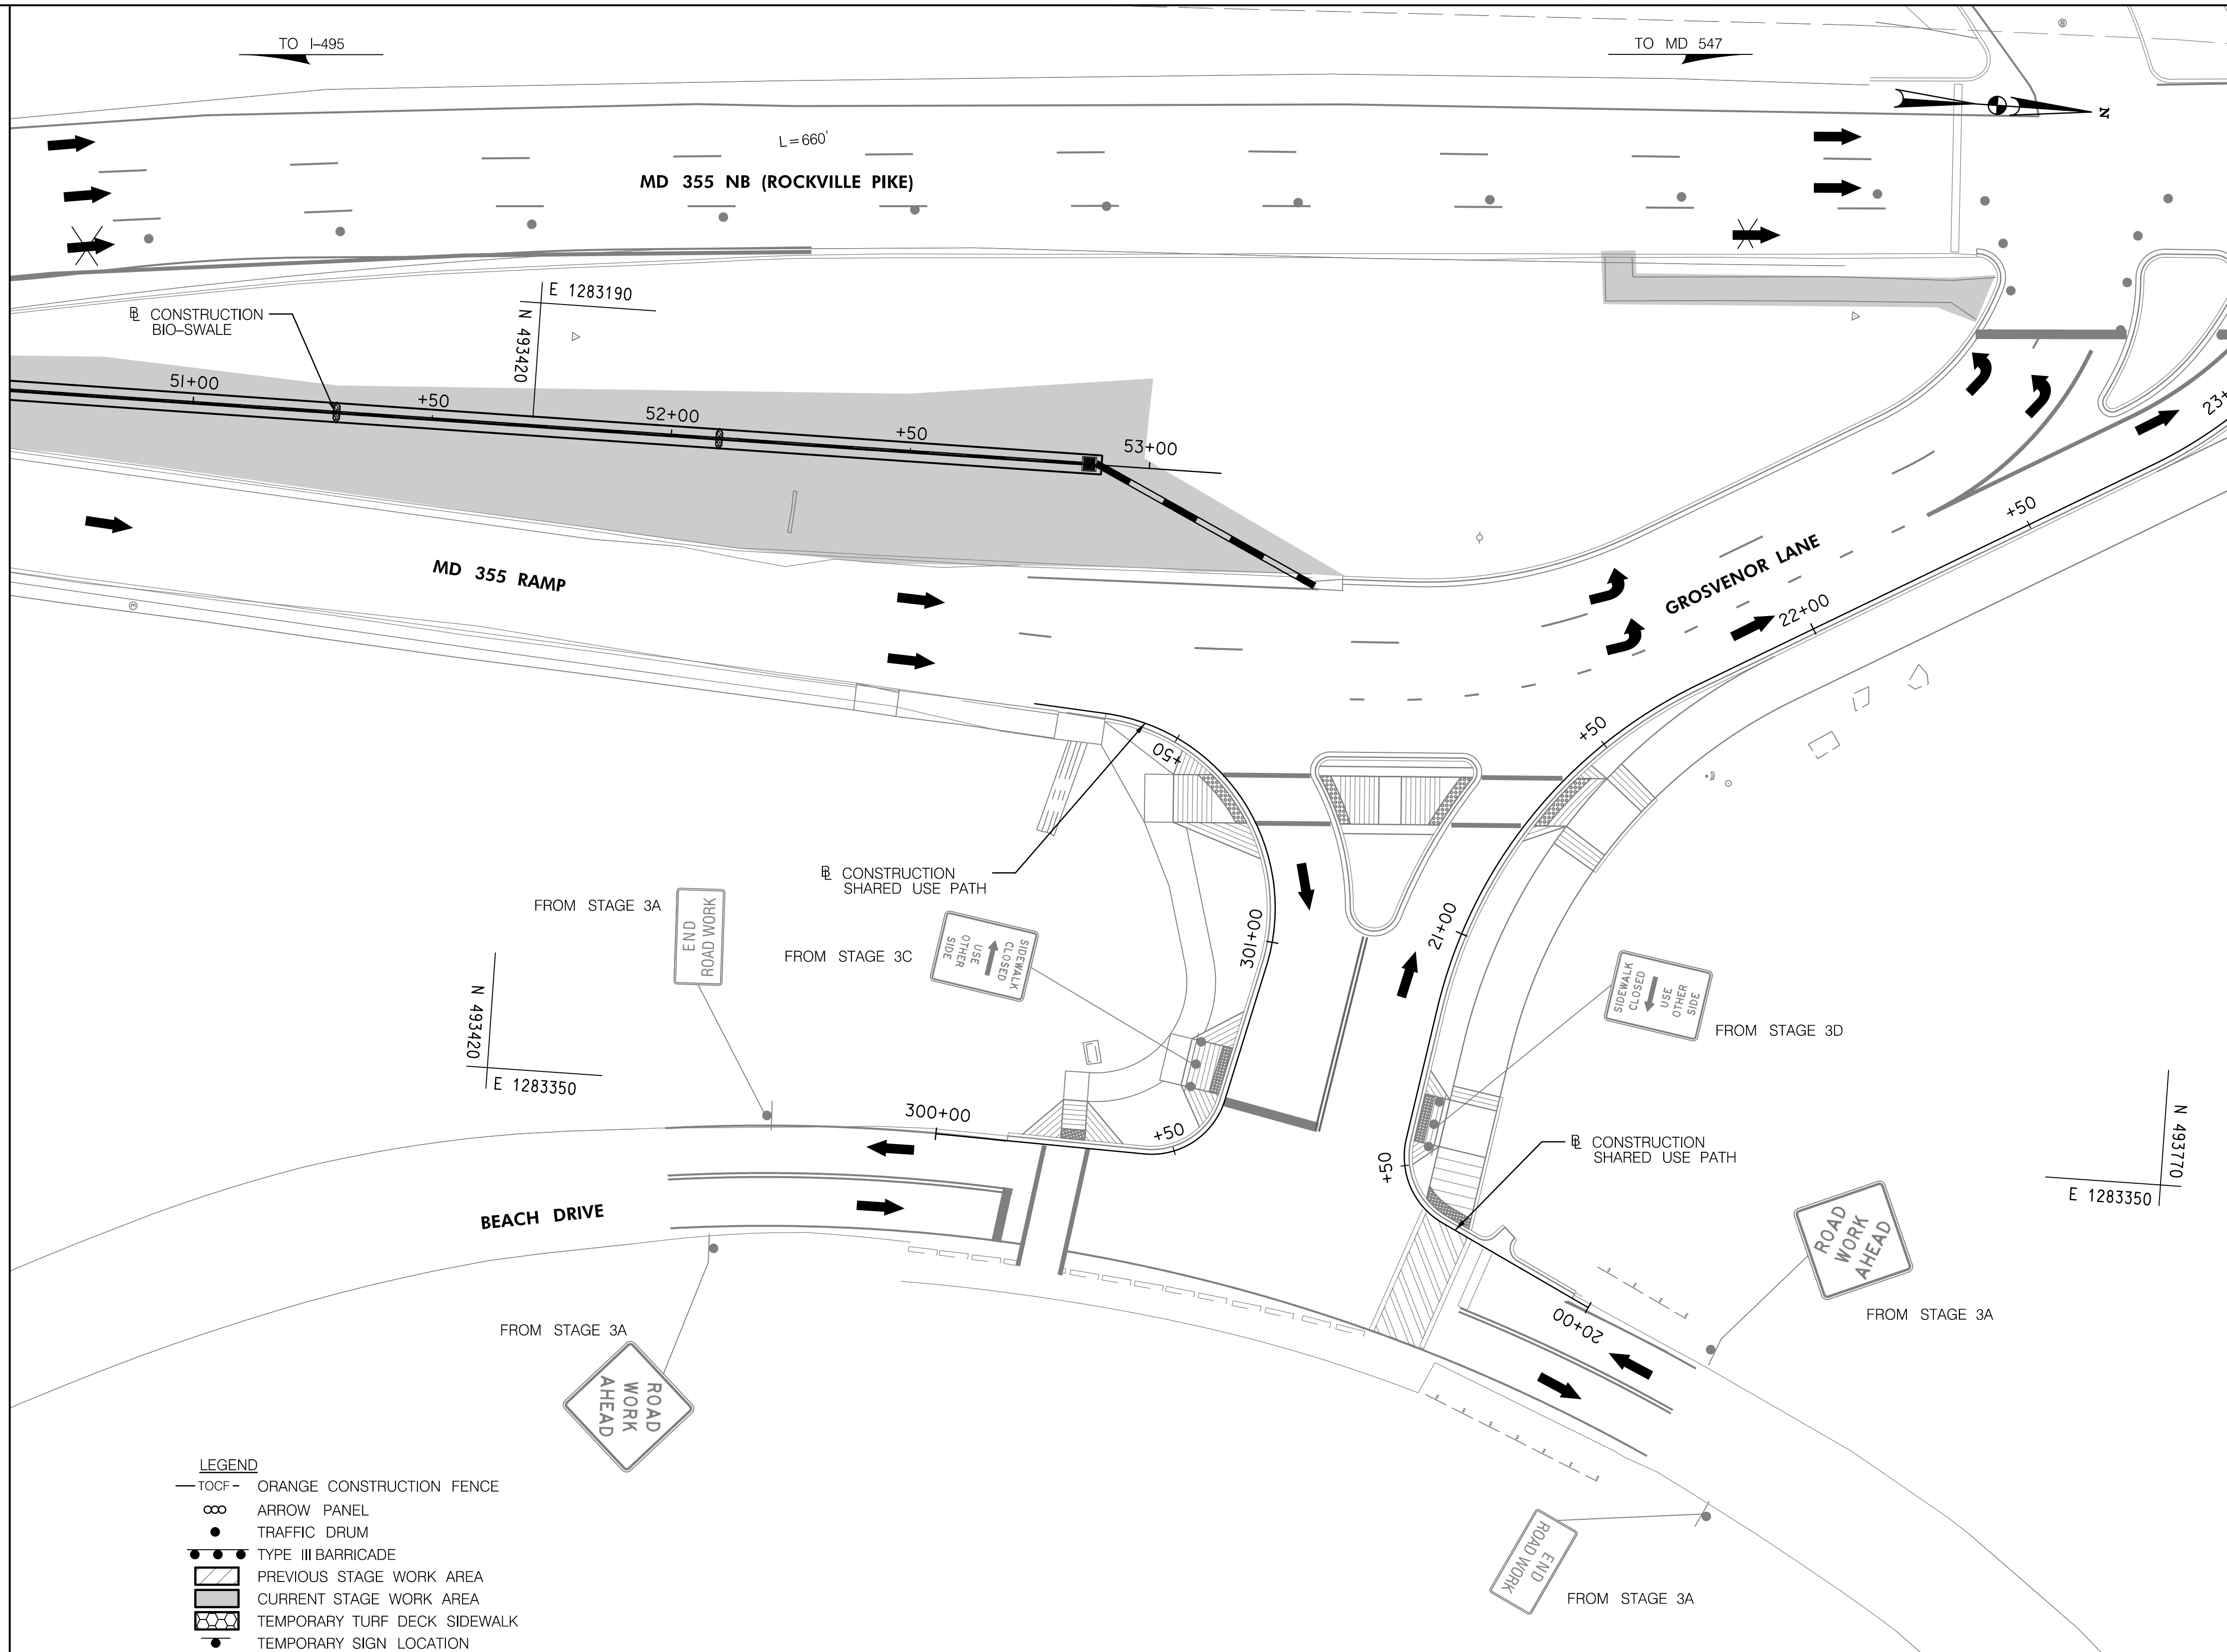 TO I-495
TO MD 547
N
L=660'
MD 355 NB (ROCKVILLE PIKE)
E 1283190
N 493420
BL CONSTRUCTION
BIO-SWALE
51+00
+50
52+00
+50
53+00
23+
+50
MD 355 RAMP
GROSVENOR LANE
22+00
+50
+50
BL CONSTRUCTION
SHARED USE PATH
FROM STAGE 3A
END
ROAD WORK
FROM STAGE 3C
SIDEWALK
CLOSED
USE
OTHER
SIDE
301+00
21+00
SIDEWALK
CLOSED
USE
OTHER
SIDE
FROM STAGE 3D
N 493420
E 1283350
300+00
+50
+50
BL CONSTRUCTION
SHARED USE PATH
N 493770
E 1283350
BEACH DRIVE
ROAD
WORK
AHEAD
FROM STAGE 3A
20+00
FROM STAGE 3A
ROAD
WORK
AHEAD
END
ROAD WORK
FROM STAGE 3A
LEGEND
TOCF ORANGE CONSTRUCTION FENCE
ARROW PANEL
TRAFFIC DRUM
TYPE III BARRICADE
PREVIOUS STAGE WORK AREA
CURRENT STAGE WORK AREA
TEMPORARY TURF DECK SIDEWALK
TEMPORARY SIGN LOCATION